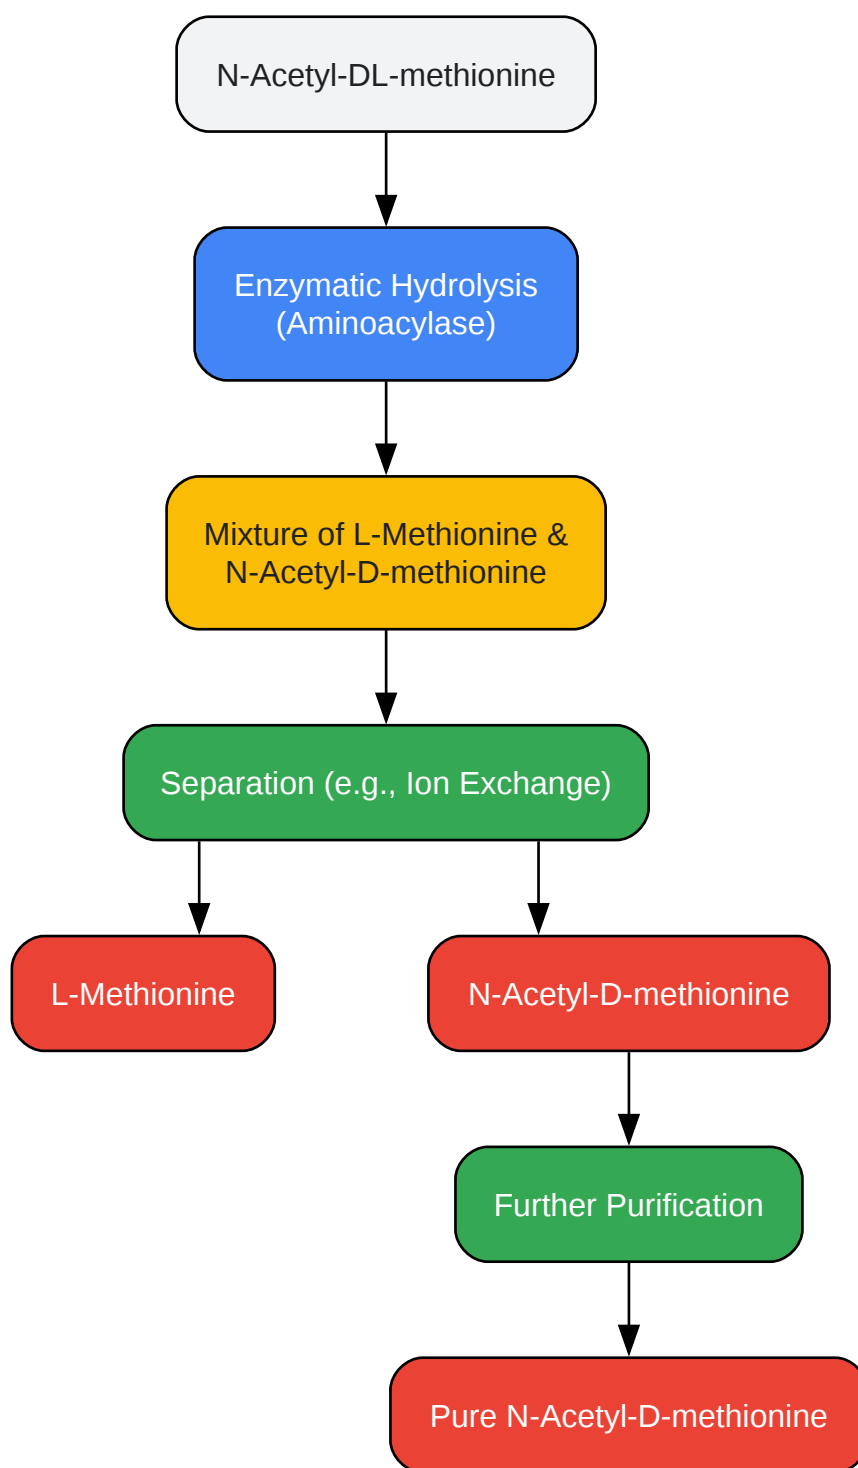 N-Acetyl-DL-methionine
Enzymatic Hydrolysis
(Aminoacylase)
Mixture of L-Methionine &
N-Acetyl-D-methionine
Separation (e.g., Ion Exchange)
L-Methionine
N-Acetyl-D-methionine
Further Purification
Pure N-Acetyl-D-methionine